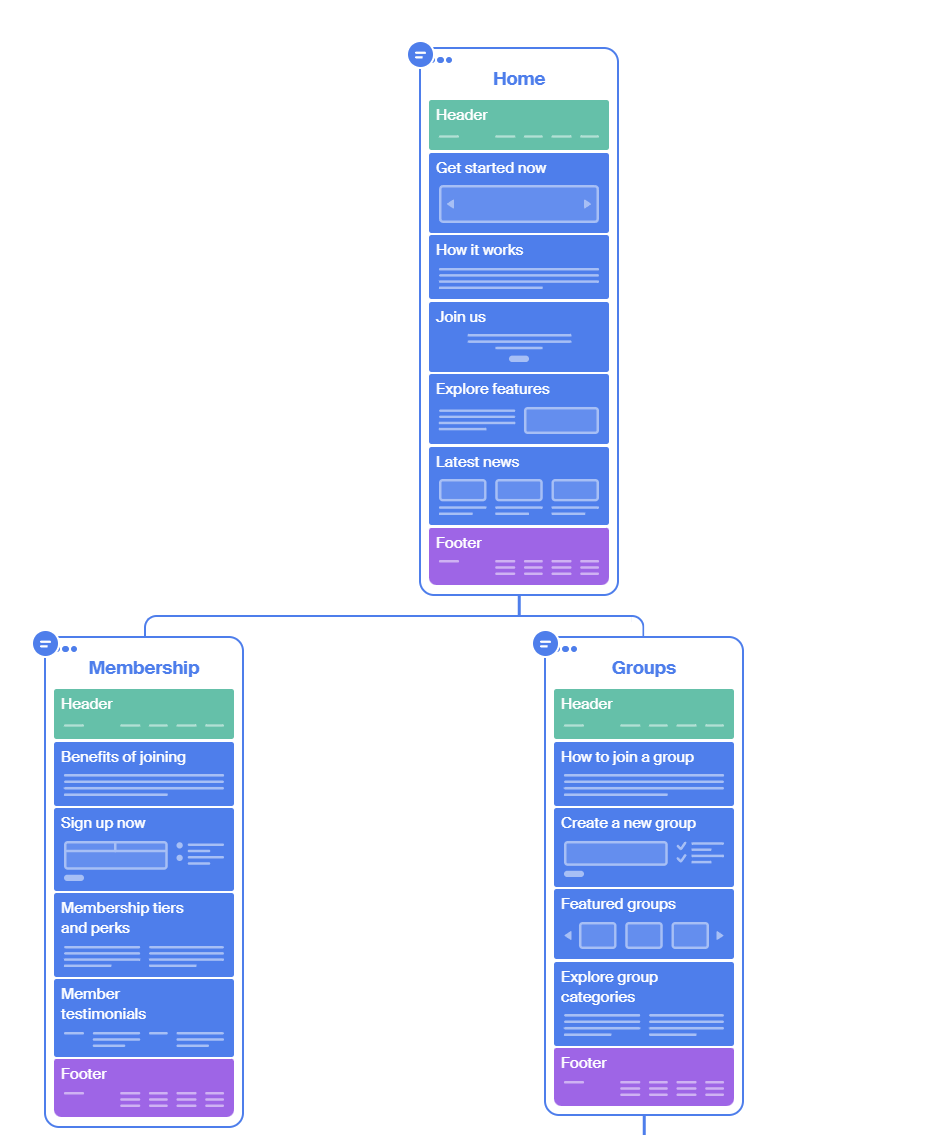 Home
Header
Get started now
How it works
Join us
Explore features
Latest news
Footer
Membership
Header
Benefits of joining
Sign up now
Membership tiers
and perks
Member
testimonials
Footer
Groups
Header
How to join a group
Create a new group
Featured groups
Explore group
categories
Footer